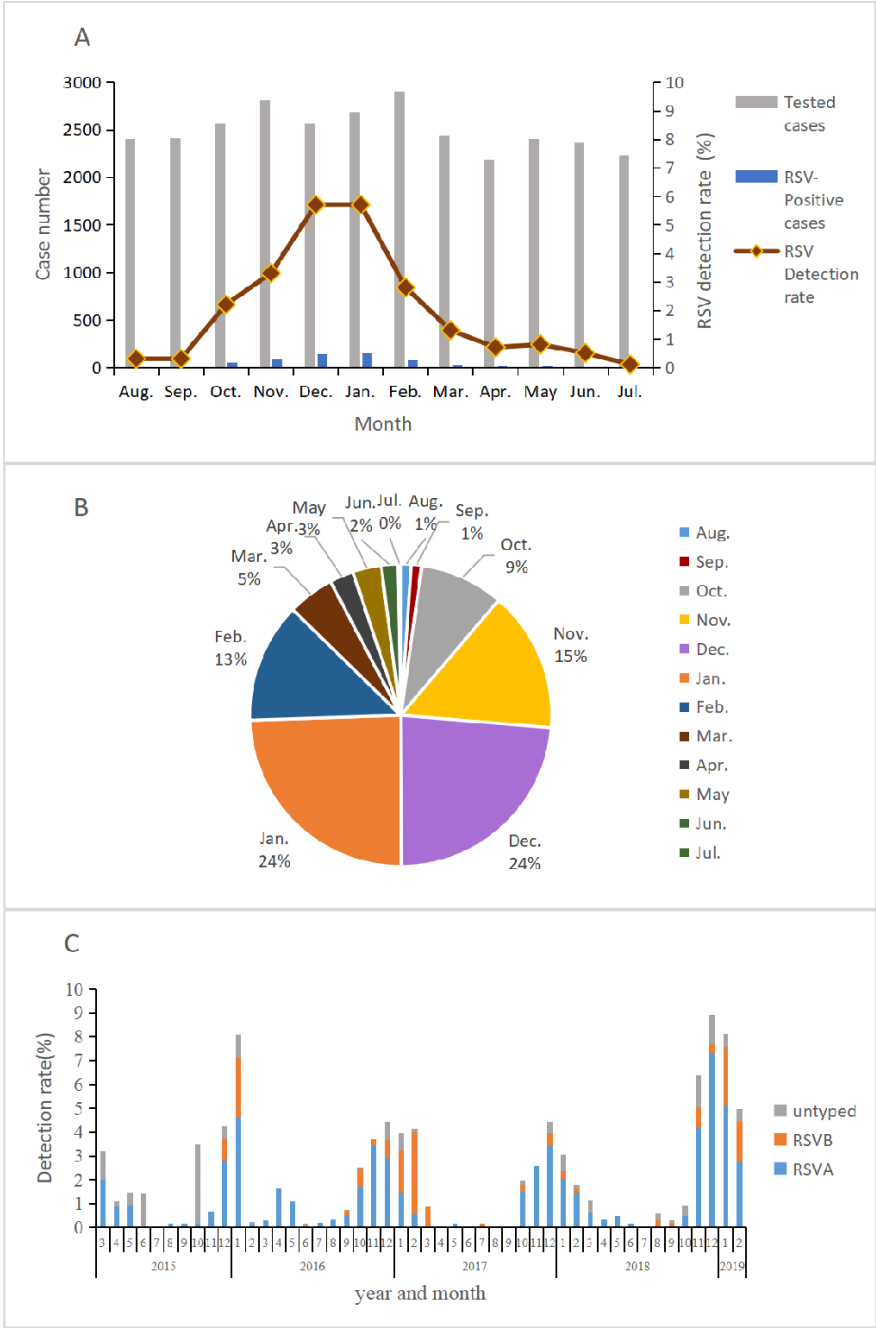 A
3000
2500
2000
1500
1000
500
0
Case number
10
9
8
7
6
5
4
3
2
1
0
RSV detection rate (%)
Aug. Sep. Oct. Nov. Dec. Jan. Feb. Mar. Apr. May Jun. Jul.
Month
Tested
cases
RSV-
Positive
cases
RSV
Detection
rate
B
Aug.
1%
Sep.
1%
Oct.
9%
Nov.
15%
Dec.
24%
Jan.
24%
Feb.
13%
Mar.
5%
Apr.
3%
May
3%
Jun.
2%
Jul.
0%
Aug.
Sep.
Oct.
Nov.
Dec.
Jan.
Feb.
Mar.
Apr.
May
Jun.
Jul.
C
10
9
8
7
6
5
4
3
2
1
0
Detection rate(%)
3 4 5 6 7 8 9 10 11 12 1 2 3 4 5 6 7 8 9 10 11 12 1 2 3 4 5 6 7 8 9 10 11 12 1 2 3 4 5 6 7 8 9 10 11 12 1 2
2015 2016 2017 2018 2019
year and month
untyped
RSVB
RSVA